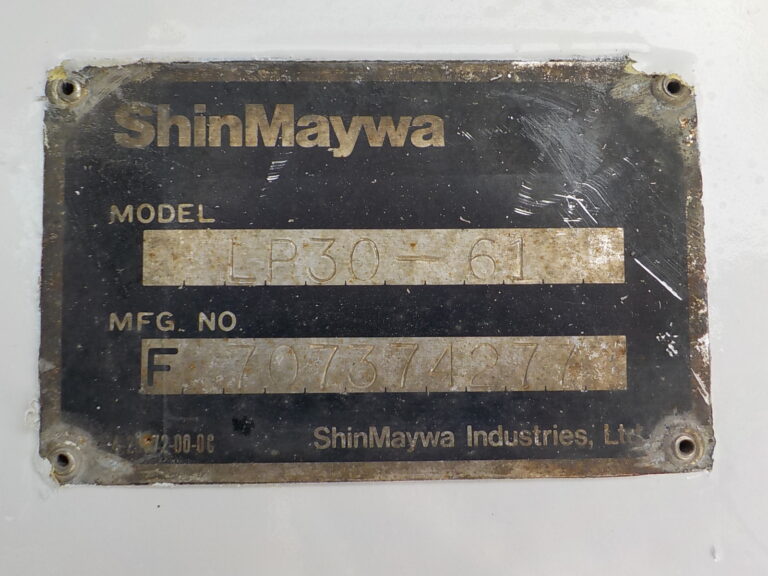 ShinMaywa
MODEL
LP30-61
MFG. NO
F 707374277
ShinMaywa Industries, Ltd.